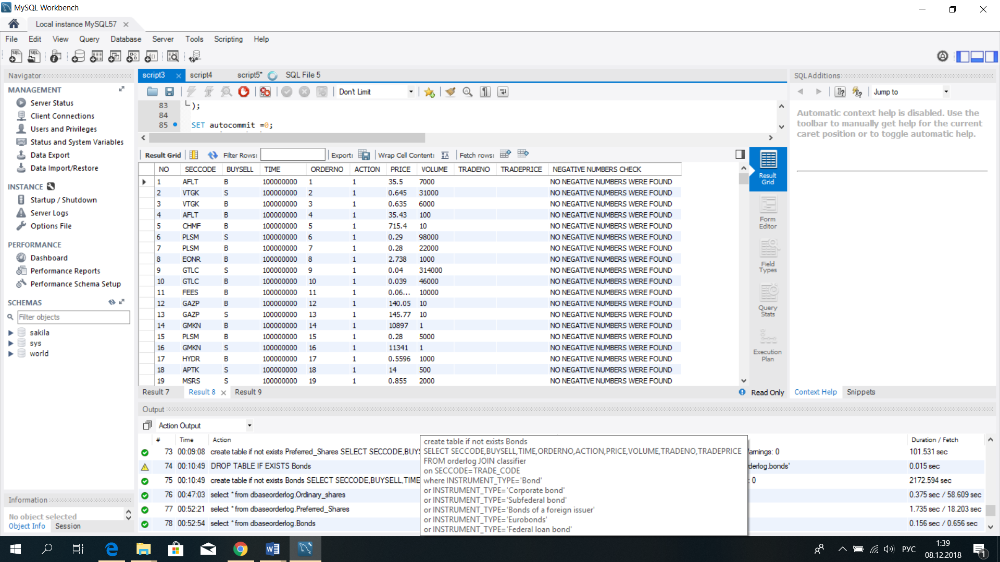 MySQL Workbench
Local instance MySQL57
File Edit View Query Database Server Tools Scripting Help
Navigator
MANAGEMENT
Server Status
Client Connections
Users and Privileges
Status and System Variables
Data Export
Data Import/Restore
INSTANCE
Startup / Shutdown
Server Logs
Options File
PERFORMANCE
Dashboard
Performance Reports
Performance Schema Setup
SCHEMAS
Filter objects
sakila
sys
world
Information
No object selected
Object Info Session
script3 script4 script5* SQL File 5
Don't Limit
83 );
84
85 SET autocommit =0;
Result Grid Filter Rows: Export: Wrap Cell Content: Fetch rows:
NO SECCODE BUYSELL TIME ORDERNO ACTION PRICE VOLUME TRADENO TRADEPRICE NEGATIVE NUMBERS CHECK
1 AFLT B 100000000 1 1 35.5 7000 NO NEGATIVE NUMBERS WERE FOUND
2 VTGK S 100000000 2 1 0.645 31000 NO NEGATIVE NUMBERS WERE FOUND
3 VTGK B 100000000 3 1 0.635 6000 NO NEGATIVE NUMBERS WERE FOUND
4 AFLT B 100000000 4 1 35.43 100 NO NEGATIVE NUMBERS WERE FOUND
5 CHMF B 100000000 5 1 715.4 10 NO NEGATIVE NUMBERS WERE FOUND
6 PLSM S 100000000 6 1 0.29 98000 NO NEGATIVE NUMBERS WERE FOUND
7 PLSM B 100000000 7 1 0.28 22000 NO NEGATIVE NUMBERS WERE FOUND
8 EONR B 100000000 8 1 2.738 1000 NO NEGATIVE NUMBERS WERE FOUND
9 GTLC S 100000000 9 1 0.04 314000 NO NEGATIVE NUMBERS WERE FOUND
10 GTLC B 100000000 10 1 0.039 46000 NO NEGATIVE NUMBERS WERE FOUND
11 FEES B 100000000 11 1 0.06... 10000 NO NEGATIVE NUMBERS WERE FOUND
12 GAZP B 100000000 12 1 140.05 10 NO NEGATIVE NUMBERS WERE FOUND
13 GAZP S 100000000 13 1 145.77 10 NO NEGATIVE NUMBERS WERE FOUND
14 GMKN B 100000000 14 1 10897 1 NO NEGATIVE NUMBERS WERE FOUND
15 PLSM B 100000000 15 1 0.28 5000 NO NEGATIVE NUMBERS WERE FOUND
16 GMKN S 100000000 16 1 11341 1 NO NEGATIVE NUMBERS WERE FOUND
17 HYDR B 100000000 17 1 0.5596 1000 NO NEGATIVE NUMBERS WERE FOUND
18 APTK S 100000000 18 1 14 500 NO NEGATIVE NUMBERS WERE FOUND
19 MSRS S 100000000 19 1 0.855 2000 NO NEGATIVE NUMBERS WERE FOUND
Result Grid
Form Editor
Field Types
Query Stats
Execution Plan
Result 7 Result 8 Result 9 Read Only
SQLAdditions
Jump to
Automatic context help is disabled. Use the
toolbar to manually get help for the current
caret position or to toggle automatic help.
Context Help Snippets
Output
Action Output
# Time Action Duration / Fetch
73 00:09:08 create table if not exists Preferred_Shares SELECT SECCODE,BUYS 'arnings: 0 101.531 sec
74 00:10:49 DROP TABLE IF EXISTS Bonds derlog.bonds' 0.015 sec
75 00:10:49 create table if not exists Bonds SELECT SECCODE,BUYSELL,TIME : 0 2172.594 sec
76 00:47:03 select * from dbaseorderlog.Ordinary_shares 0.375 sec / 58.609 sec
77 00:52:21 select * from dbaseorderlog.Preferred_Shares 1.735 sec / 18.203 sec
78 00:52:54 select * from dbaseorderlog.Bonds 0.156 sec / 0.656 sec
create table if not exists Bonds
SELECT SECCODE,BUYSELL,TIME,ORDERNO,ACTION,PRICE,VOLUME,TRADENO,TRADEPRICE
FROM orderlog JOIN classifier
on SECCODE=TRADE_CODE
where INSTRUMENT_TYPE='Bond'
or INSTRUMENT_TYPE='Corporate bond'
or INSTRUMENT_TYPE='Subfederal bond'
or INSTRUMENT_TYPE='Bonds of a foreign issuer'
or INSTRUMENT_TYPE='Eurobonds'
or INSTRUMENT_TYPE='Federal loan bond'
РУС
1:39
08.12.2018
1